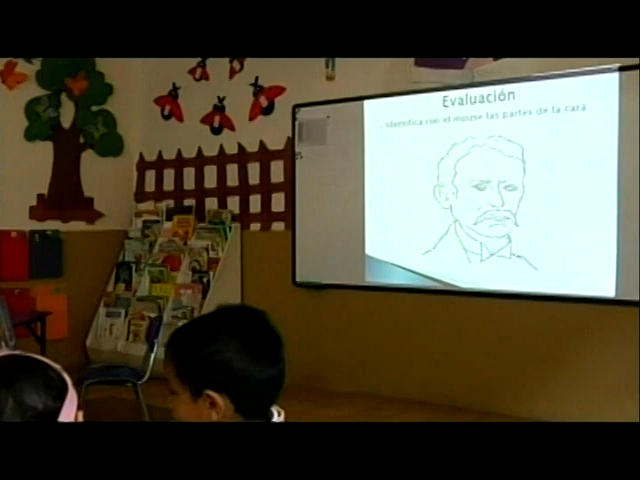 Evaluación
- Identifica con el mouse las partes de la cara